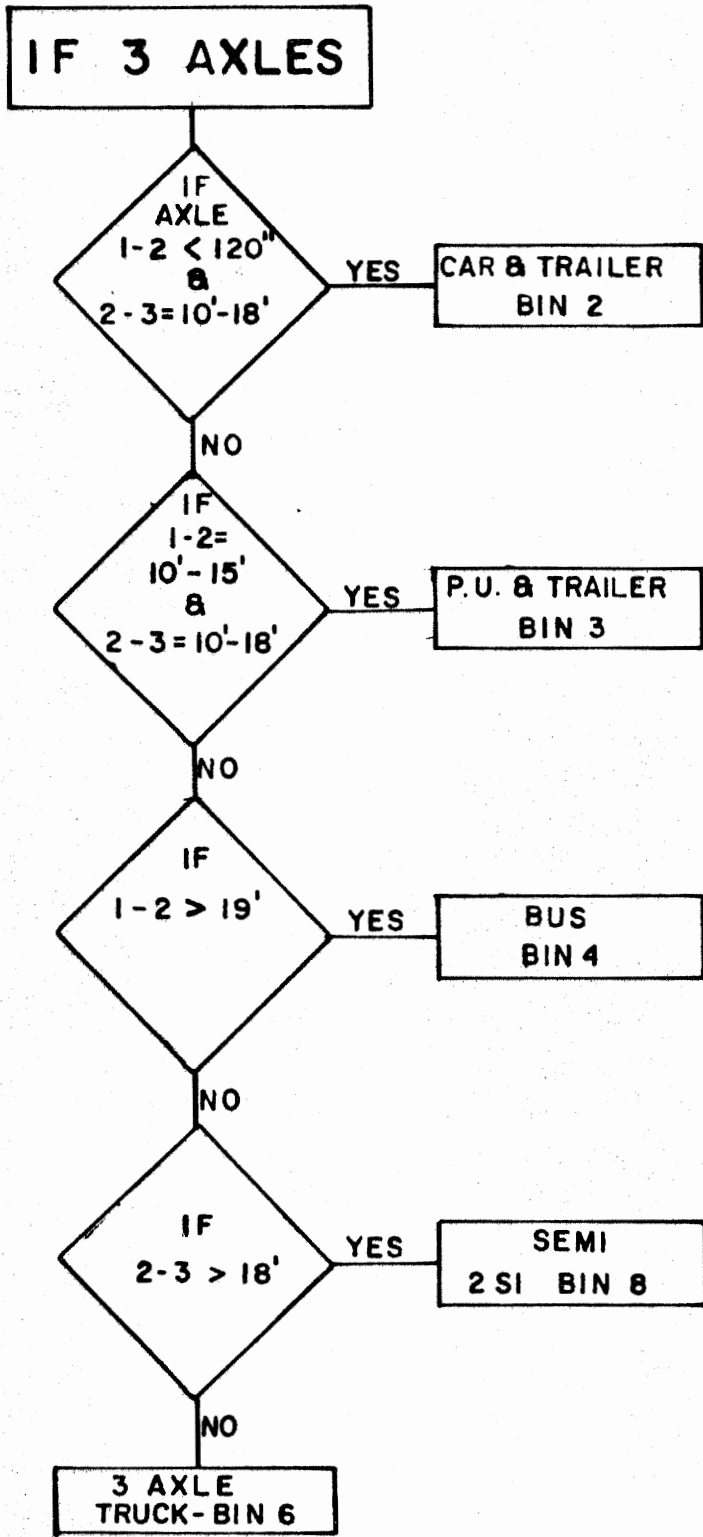 IF 3 AXLES
IF
AXLE
1-2 < 120"
&
2-3=10'-18'
YES
CAR & TRAILER
BIN 2
NO
IF
1-2=
10'-15'
&
2-3=10'-18'
YES
P.U. & TRAILER
BIN 3
NO
IF
1-2 > 19'
YES
BUS
BIN 4
NO
IF
2-3 > 18'
YES
SEMI
2SI BIN 8
NO
3 AXLE
TRUCK-BIN 6